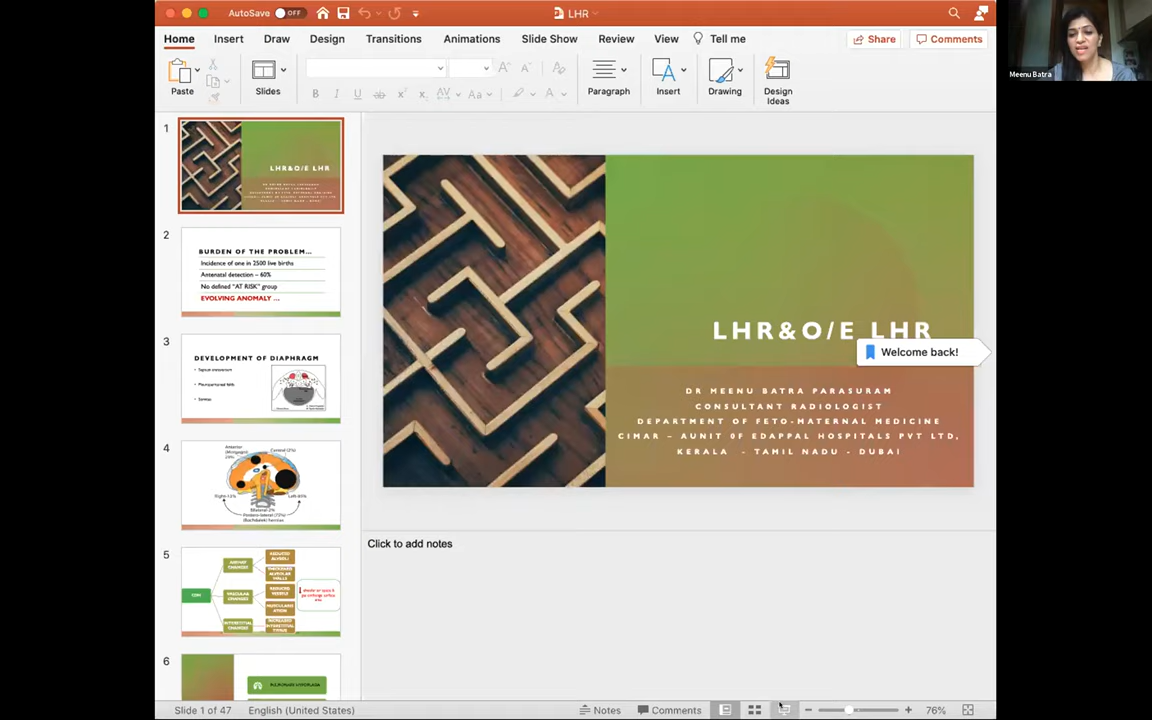 AutoSave OFF
LHR
Home Insert Draw Design Transitions Animations Slide Show Review View Tell me Share Comments
Paste
Slides
Paragraph
Insert
Drawing
Design
Ideas
Meenu Batra
1
LHR&O/E LHR
2
BURDEN OF THE PROBLEM...
Incidence of one in 2500 live births
Antenatal detection – 60%
No defined "AT RISK" group
EVOLVING ANOMALY ...
3
DEVELOPMENT OF DIAPHRAGM
4
5
CDH
6
LHR&O/E LHR
Welcome back!
DR MEENU BATRA PARASURAM
CONSULTANT RADIOLOGIST
DEPARTMENT OF FETO-MATERNAL MEDICINE
CIMAR – AUNIT 0F EDAPPAL HOSPITALS PVT LTD,
KERALA - TAMIL NADU - DUBAI
Click to add notes
Slide 1 of 47 English (United States) Notes Comments 76%